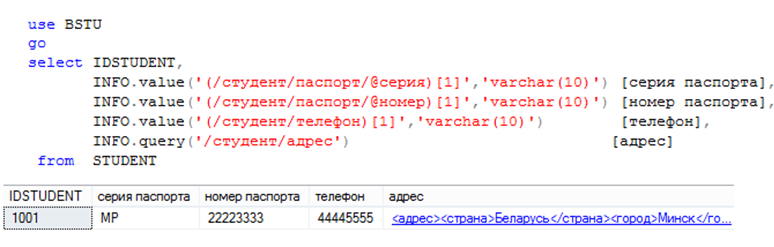 use BSTU
go
select IDSTUDENT,
INFO.value('(/студент/паспорт/@серия)[1]','varchar(10)') [серия паспорта],
INFO.value('(/студент/паспорт/@номер)[1]','varchar(10)') [номер паспорта],
INFO.value('(/студент/телефон)[1]','varchar(10)') [телефон],
INFO.query('/студент/адрес') [адрес]
from STUDENT
IDSTUDENT серия паспорта номер паспорта телефон адрес
1001 МР 22223333 44445555 <адрес><страна>Беларусь</страна><город>Минск</го...